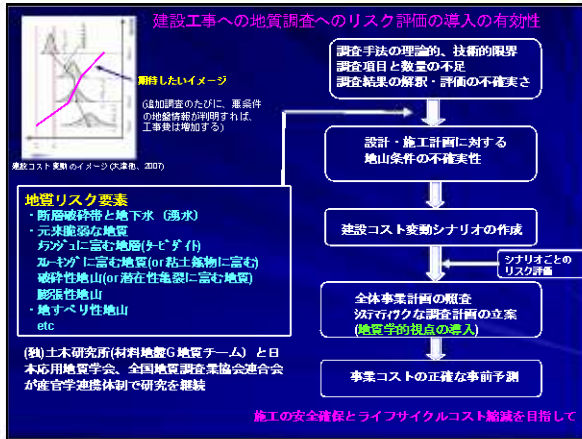 建設工事への地質調査へのリスク評価の導入の有効性
期待したいイメージ
(追加調査のたびに、悪条件
の地盤情報が判明すれば、
工事費は増加する)
建設コスト変動のイメージ(大津他、2007)
地質リスク要素
・断層破砕帯と地下水（湧水）
・元来脆弱な地質
メランジュに富む地層(タービダイト)
スレーキングに富む地質(or粘土鉱物に富む)
破砕性地山(or潜在性亀裂に富む地質)
膨張性地山
・地すべり性地山
etc
(独)土木研究所(材料地盤G地質チーム）と日
本応用地質学会、全国地質調査業協会連合会
が産官学連携体制で研究を継続
調査手法の理論的、技術的限界
調査項目と数量の不足
調査結果の解釈・評価の不確実さ
設計・施工計画に対する
地山条件の不確実性
建設コスト変動シナリオの作成
シナリオごとの
リスク評価
全体事業計画の照査
システマティックな調査計画の立案
(地質学的視点の導入)
事業コストの正確な事前予測
施工の安全確保とライフサイクルコスト縮減を目指して